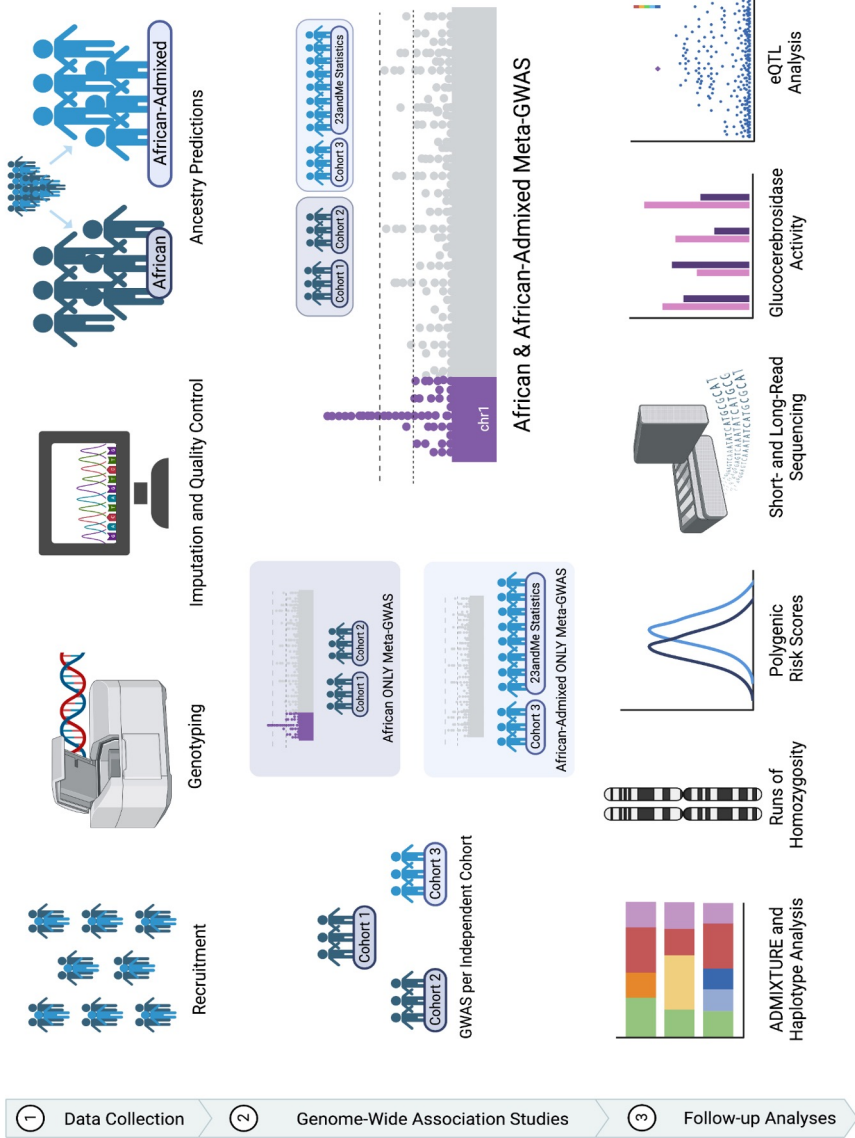 1
Data Collection
Recruitment
Genotyping
Imputation and Quality Control
African
African-Admixed
Ancestry Predictions
2
Genome-Wide Association Studies
Cohort 1
Cohort 2
Cohort 3
GWAS per Independent Cohort
Cohort 1
Cohort 2
African ONLY Meta-GWAS
Cohort 3
23andMe Statistics
African-Admixed ONLY Meta-GWAS
Cohort 1
Cohort 2
Cohort 3
23andMe Statistics
chr1
African & African-Admixed Meta-GWAS
3
Follow-up Analyses
ADMIXTURE and
Haplotype Analysis
Runs of
Homozygosity
Polygenic
Risk Scores
Short- and Long-Read
Sequencing
Glucocerebrosidase
Activity
eQTL
Analysis